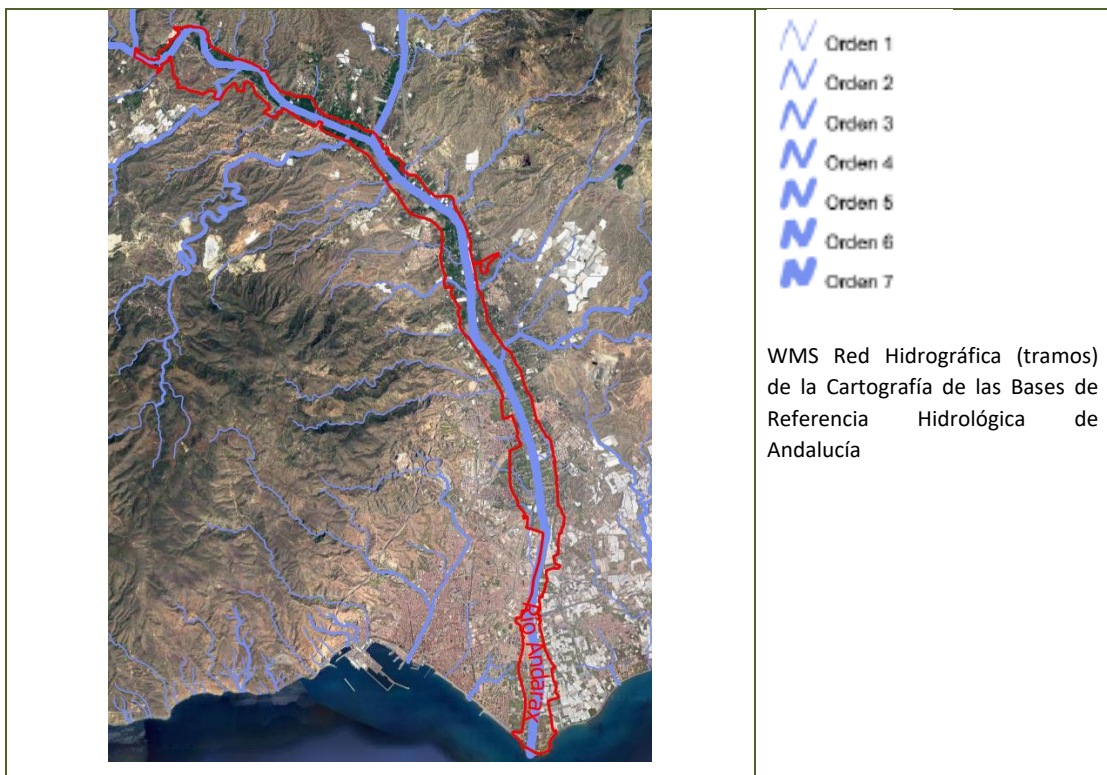 Orden 1
Orden 2
Orden 3
Orden 4
Orden 5
Orden 6
Orden 7
WMS Red Hidrográfica (tramos)
de la Cartografía de las Bases de
Referencia Hidrológica de
Andalucía
Río Andarax